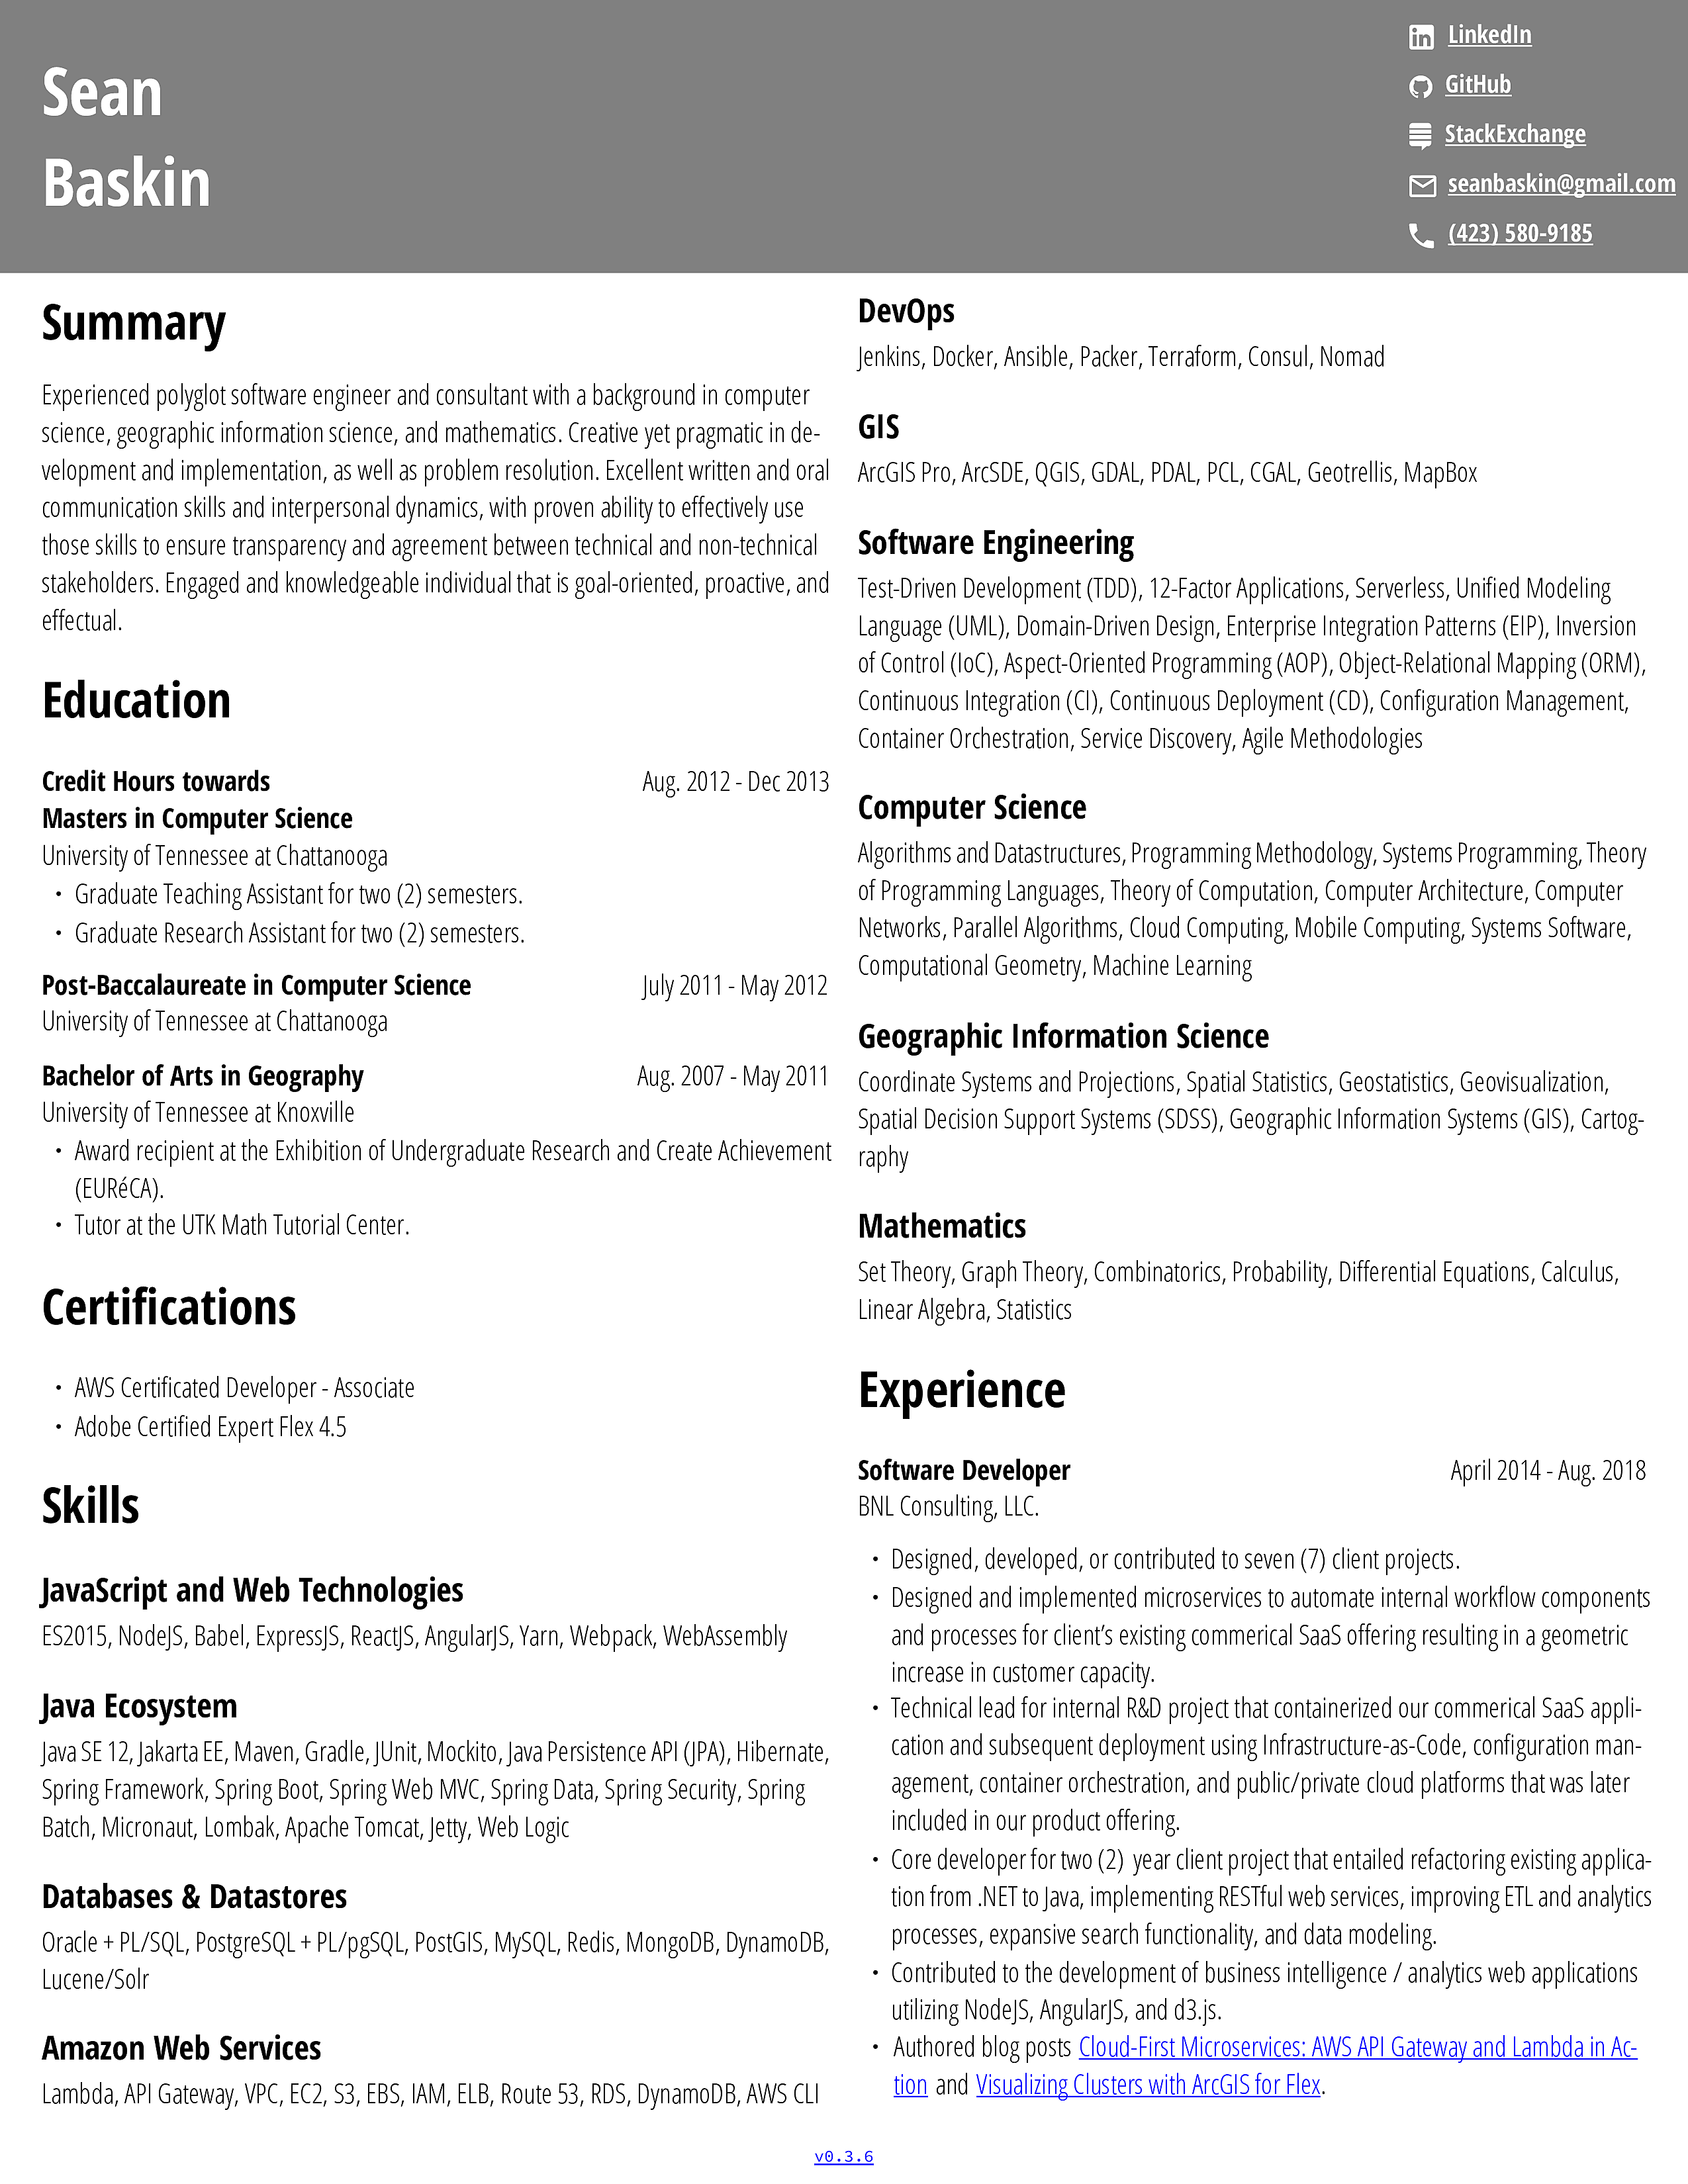 Sean
Baskin
LinkedIn
GitHub
StackExchange
seanbaskin@gmail.com
(423) 580-9185
Summary
Experienced polyglot software engineer and consultant with a background in computer
science, geographic information science, and mathematics. Creative yet pragmatic in de-
velopment and implementation, as well as problem resolution. Excellent written and oral
communication skills and interpersonal dynamics, with proven ability to effectively use
those skills to ensure transparency and agreement between technical and non-technical
stakeholders. Engaged and knowledgeable individual that is goal-oriented, proactive, and
effectual.
Education
Credit Hours towards Aug. 2012 - Dec 2013
Masters in Computer Science
University of Tennessee at Chattanooga
• Graduate Teaching Assistant for two (2) semesters.
• Graduate Research Assistant for two (2) semesters.
Post-Baccalaureate in Computer Science July 2011 - May 2012
University of Tennessee at Chattanooga
Bachelor of Arts in Geography Aug. 2007 - May 2011
University of Tennessee at Knoxville
• Award recipient at the Exhibition of Undergraduate Research and Create Achievement
(EURéCA).
• Tutor at the UTK Math Tutorial Center.
Certifications
• AWS Certificated Developer - Associate
• Adobe Certified Expert Flex 4.5
Skills
JavaScript and Web Technologies
ES2015, NodeJS, Babel, ExpressJS, ReactJS, AngularJS, Yarn, Webpack, WebAssembly
Java Ecosystem
Java SE 12, Jakarta EE, Maven, Gradle, JUnit, Mockito, Java Persistence API (JPA), Hibernate,
Spring Framework, Spring Boot, Spring Web MVC, Spring Data, Spring Security, Spring
Batch, Micronaut, Lombak, Apache Tomcat, Jetty, Web Logic
Databases & Datastores
Oracle + PL/SQL, PostgreSQL + PL/pgSQL, PostGIS, MySQL, Redis, MongoDB, DynamoDB,
Lucene/Solr
Amazon Web Services
Lambda, API Gateway, VPC, EC2, S3, EBS, IAM, ELB, Route 53, RDS, DynamoDB, AWS CLI
DevOps
Jenkins, Docker, Ansible, Packer, Terraform, Consul, Nomad
GIS
ArcGIS Pro, ArcSDE, QGIS, GDAL, PDAL, PCL, CGAL, Geotrellis, MapBox
Software Engineering
Test-Driven Development (TDD), 12-Factor Applications, Serverless, Unified Modeling
Language (UML), Domain-Driven Design, Enterprise Integration Patterns (EIP), Inversion
of Control (IoC), Aspect-Oriented Programming (AOP), Object-Relational Mapping (ORM),
Continuous Integration (CI), Continuous Deployment (CD), Configuration Management,
Container Orchestration, Service Discovery, Agile Methodologies
Computer Science
Algorithms and Datastructures, Programming Methodology, Systems Programming, Theory
of Programming Languages, Theory of Computation, Computer Architecture, Computer
Networks, Parallel Algorithms, Cloud Computing, Mobile Computing, Systems Software,
Computational Geometry, Machine Learning
Geographic Information Science
Coordinate Systems and Projections, Spatial Statistics, Geostatistics, Geovisualization,
Spatial Decision Support Systems (SDSS), Geographic Information Systems (GIS), Cartog-
raphy
Mathematics
Set Theory, Graph Theory, Combinatorics, Probability, Differential Equations, Calculus,
Linear Algebra, Statistics
Experience
Software Developer April 2014 - Aug. 2018
BNL Consulting, LLC.
• Designed, developed, or contributed to seven (7) client projects.
• Designed and implemented microservices to automate internal workflow components
and processes for client’s existing commerical SaaS offering resulting in a geometric
increase in customer capacity.
• Technical lead for internal R&D project that containerized our commerical SaaS appli-
cation and subsequent deployment using Infrastructure-as-Code, configuration man-
agement, container orchestration, and public/private cloud platforms that was later
included in our product offering.
• Core developer for two (2) year client project that entailed refactoring existing applica-
tion from .NET to Java, implementing RESTful web services, improving ETL and analytics
processes, expansive search functionality, and data modeling.
• Contributed to the development of business intelligence / analytics web applications
utilizing NodeJS, AngularJS, and d3.js.
• Authored blog posts Cloud-First Microservices: AWS API Gateway and Lambda in Ac-
tion and Visualizing Clusters with ArcGIS for Flex.
v0.3.6